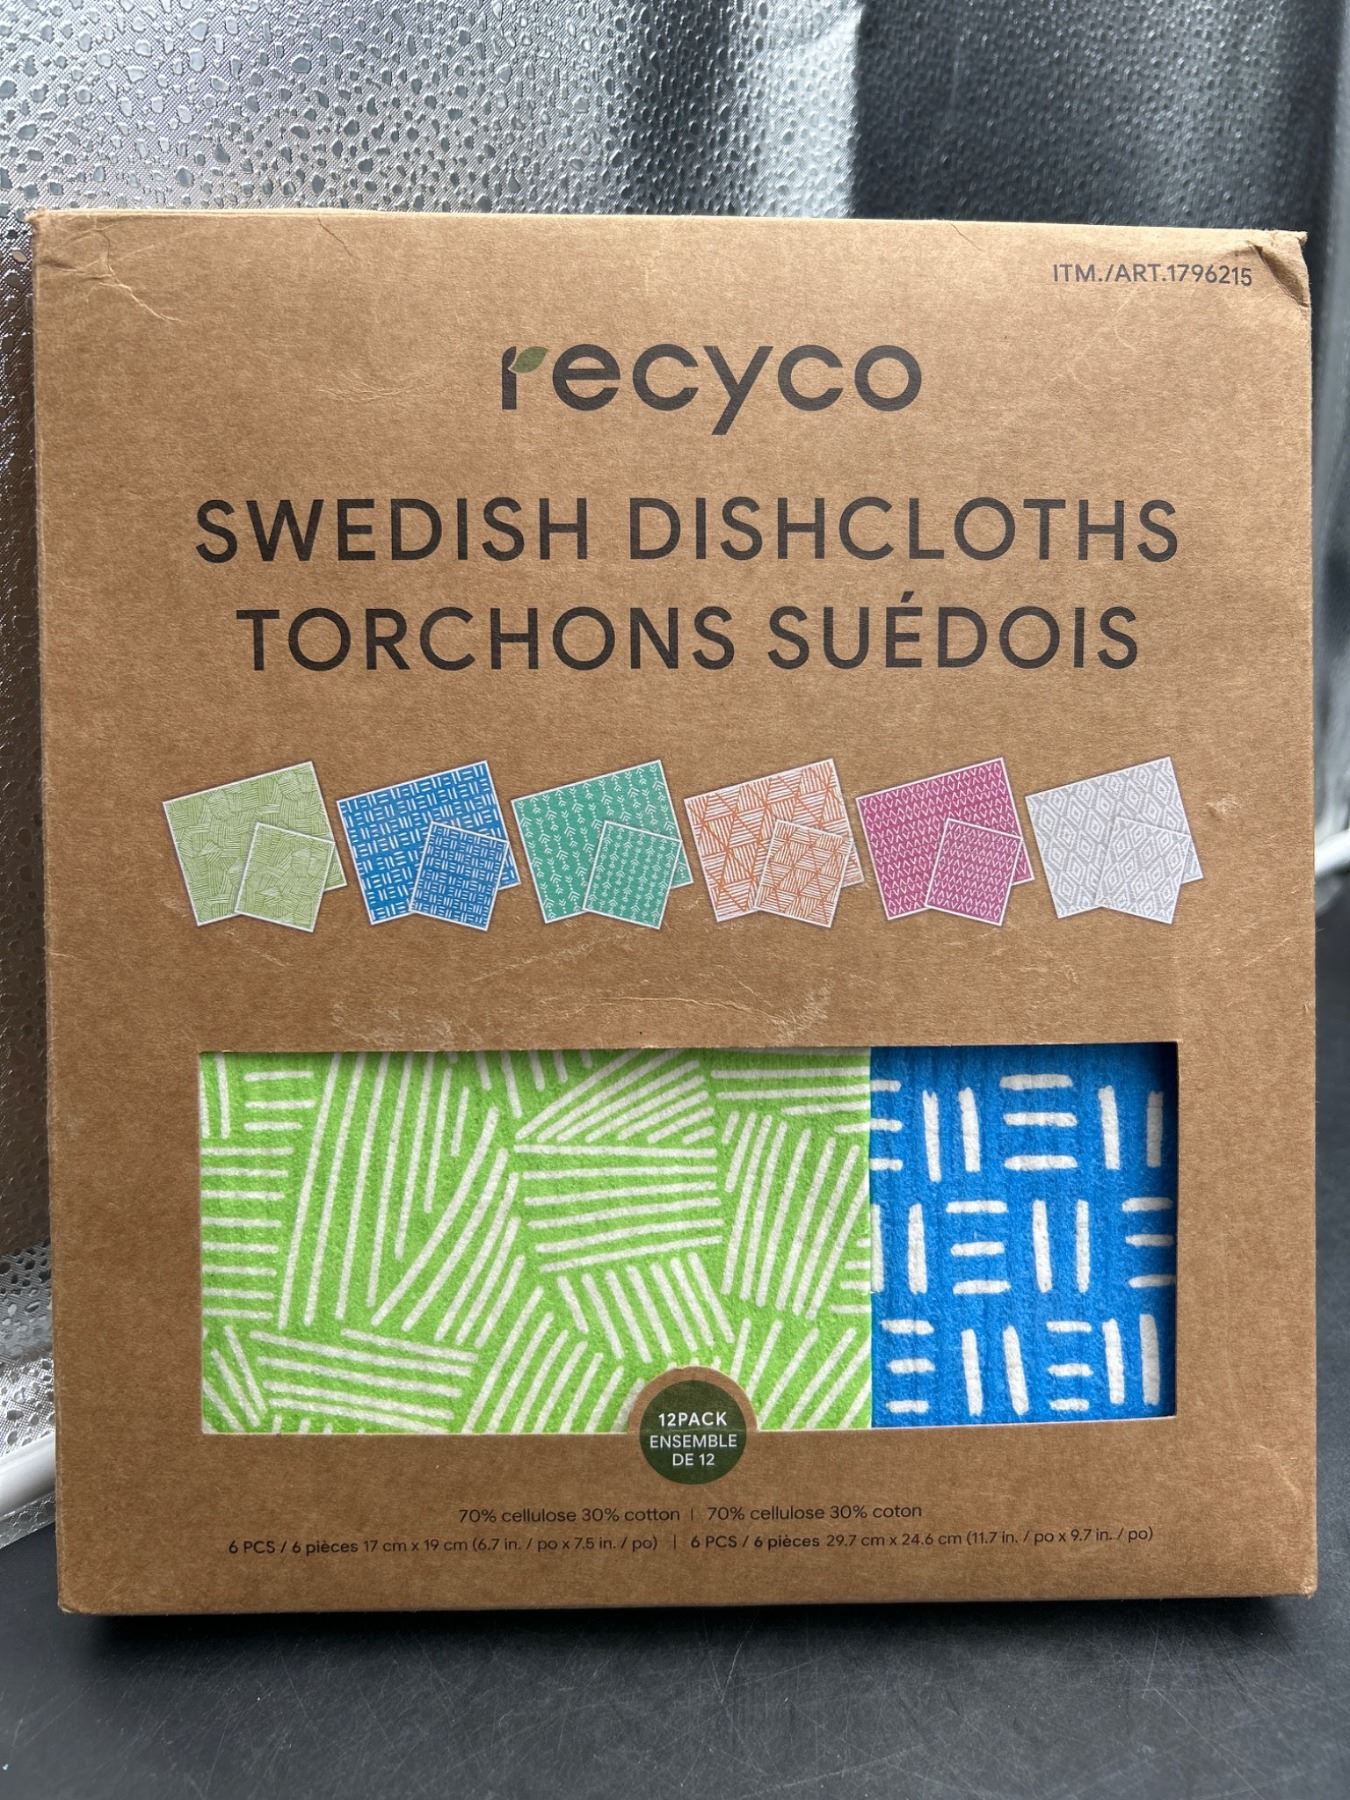 ITM./ART.1796215
recyco
SWEDISH DISHCLOTHS
TORCHONS SUÉDOIS
12PACK
ENSEMBLE
DE 12
70% cellulose 30% cotton | 70% cellulose 30% coton
6 PCS / 6 pièces 17 cm x 19 cm (6.7 in. / po x 7.5 in. / po) | 6 PCS / 6 pièces 29.7 cm x 24.6 cm (11.7 in. / po x 9.7 in. / po)